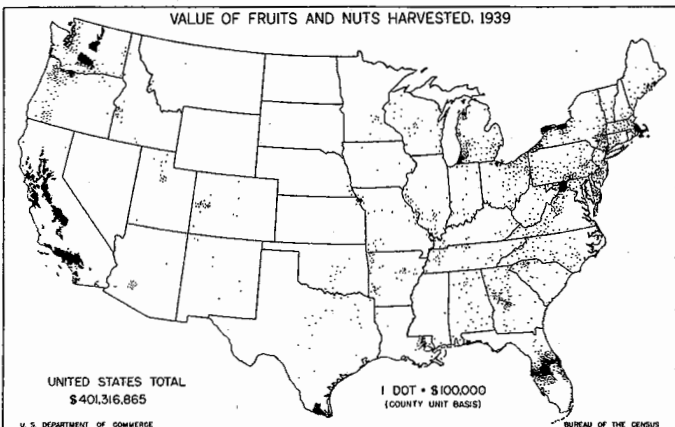 VALUE OF FRUITS AND NUTS HARVESTED, 1939
UNITED STATES TOTAL
$401,316,865
1 DOT • $100,000
(COUNTY UNIT BASIS)
U. S. DEPARTMENT OF COMMERCE
BUREAU OF THE CENSUS